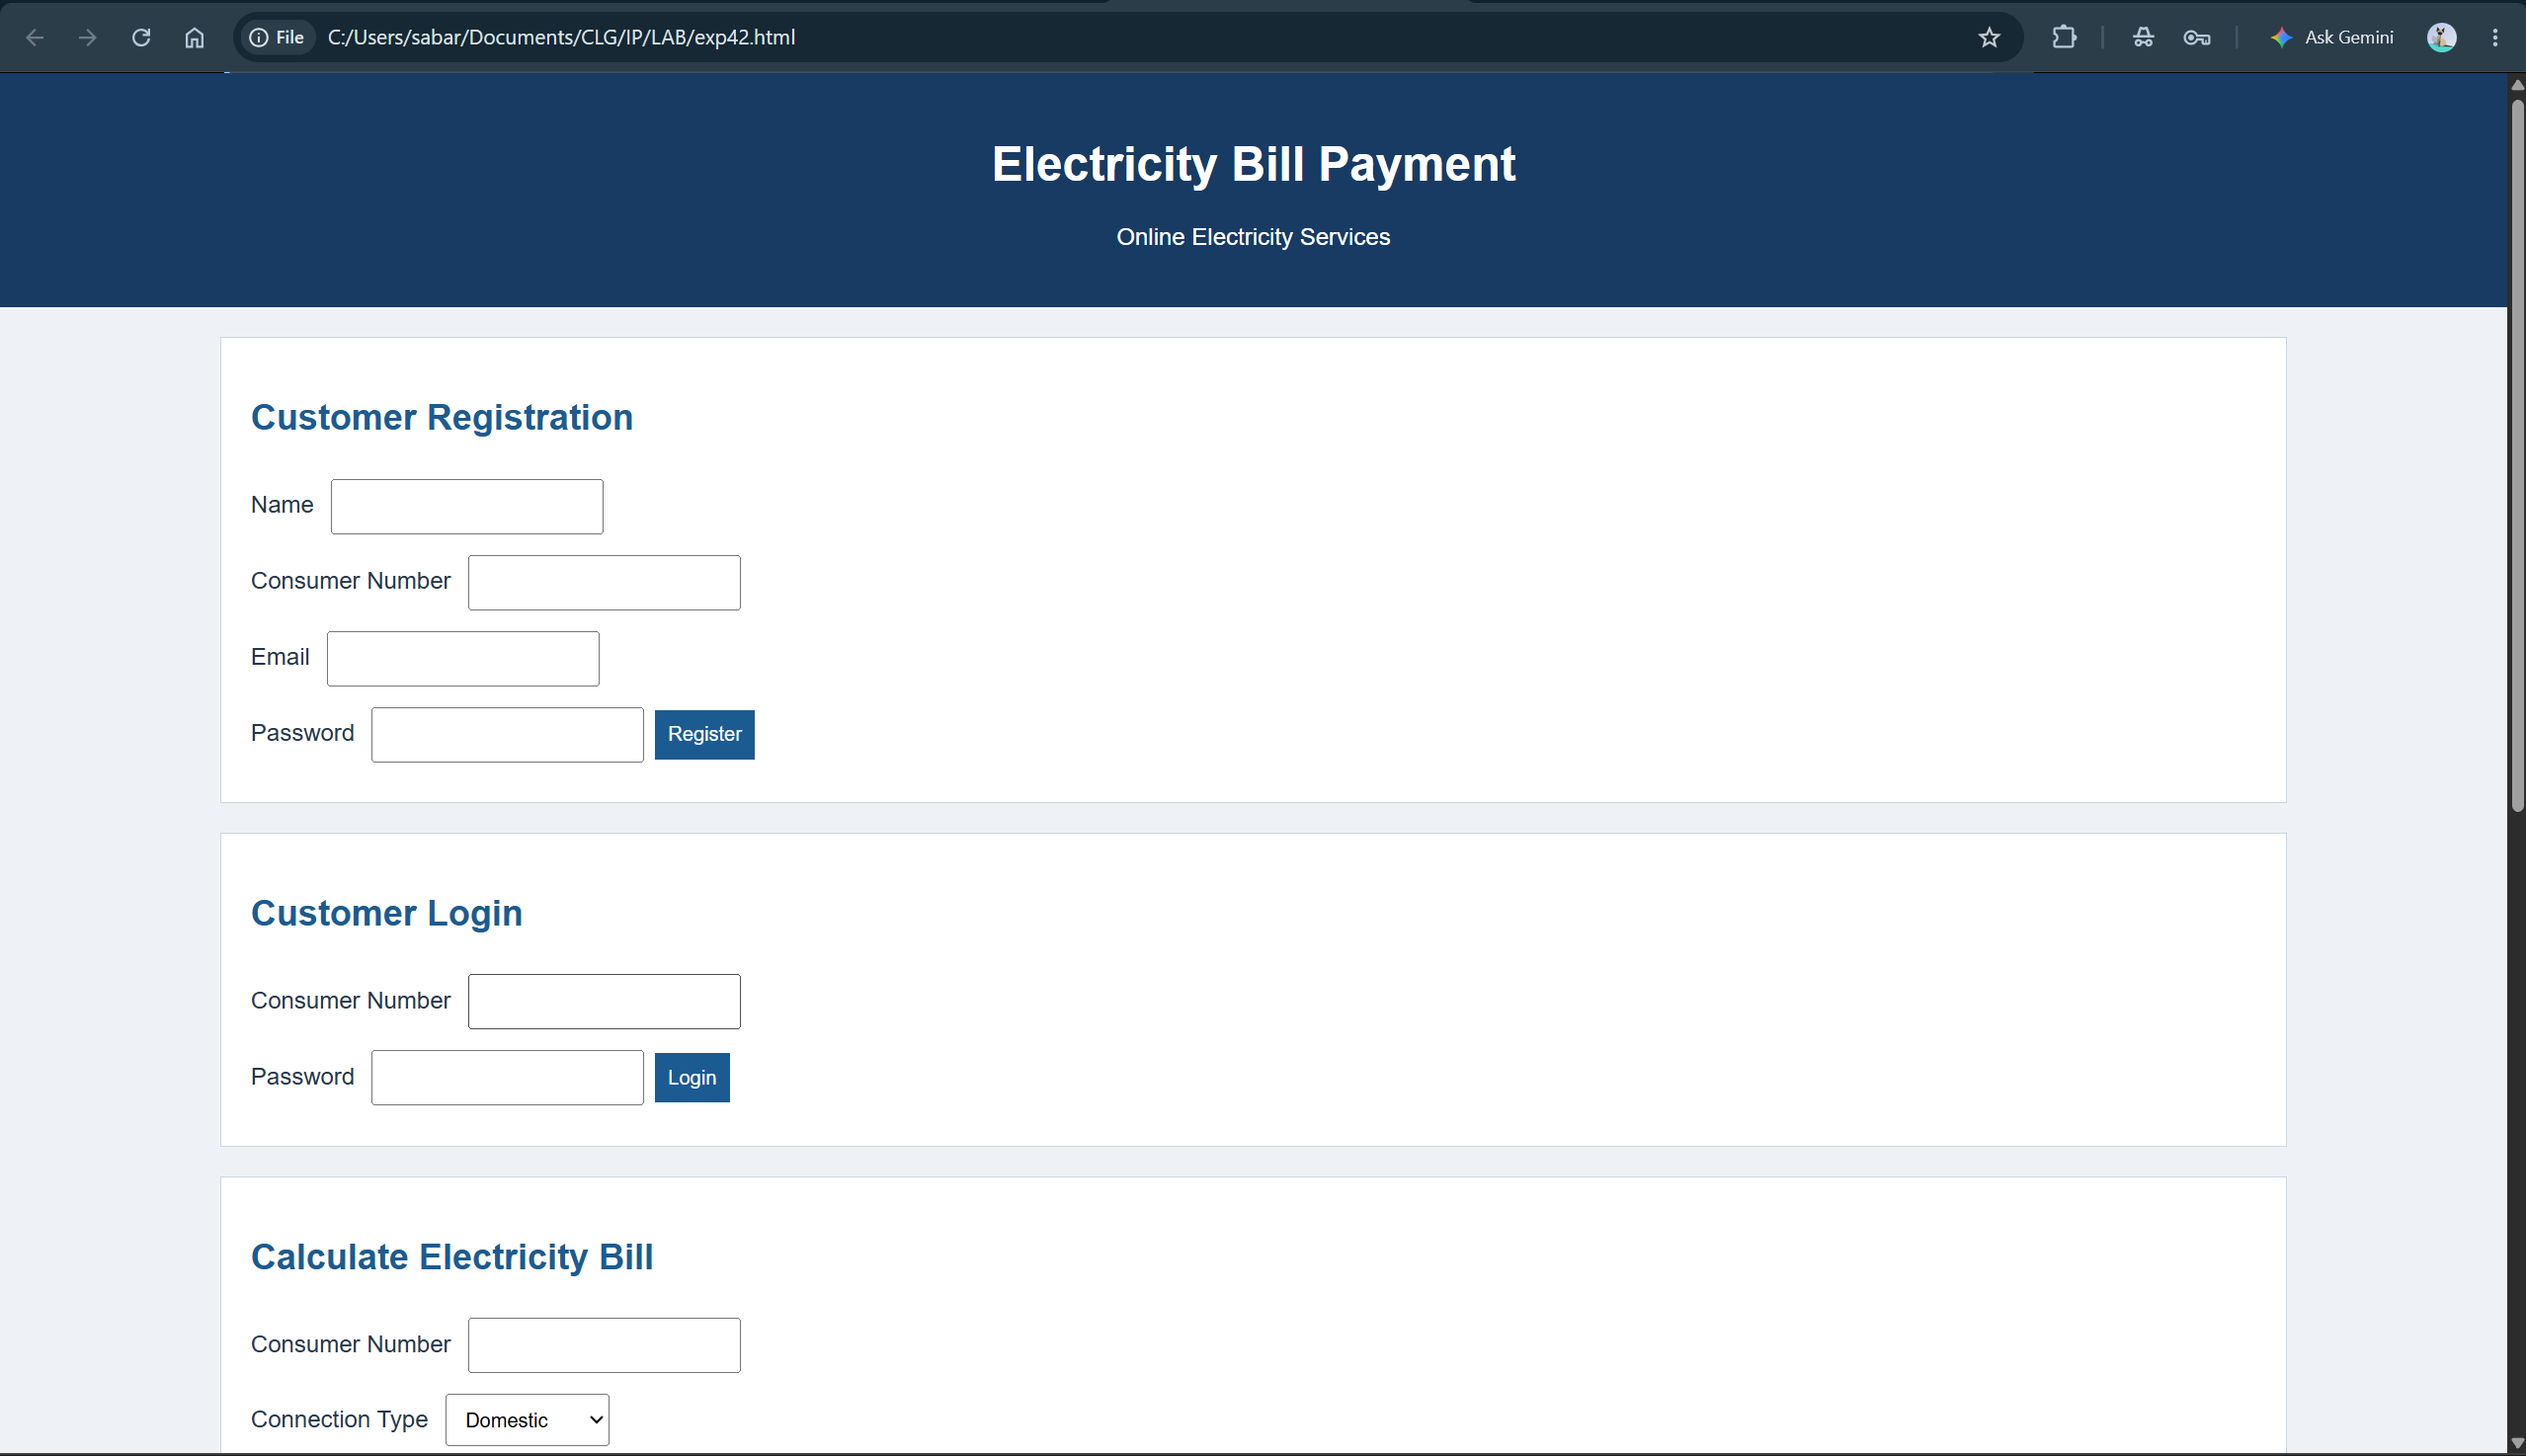 File C:/Users/sabar/Documents/CLG/IP/LAB/exp42.html Ask Gemini
Electricity Bill Payment
Online Electricity Services
Customer Registration
Name
Consumer Number
Email
Password Register
Customer Login
Consumer Number
Password Login
Calculate Electricity Bill
Consumer Number
Connection Type Domestic